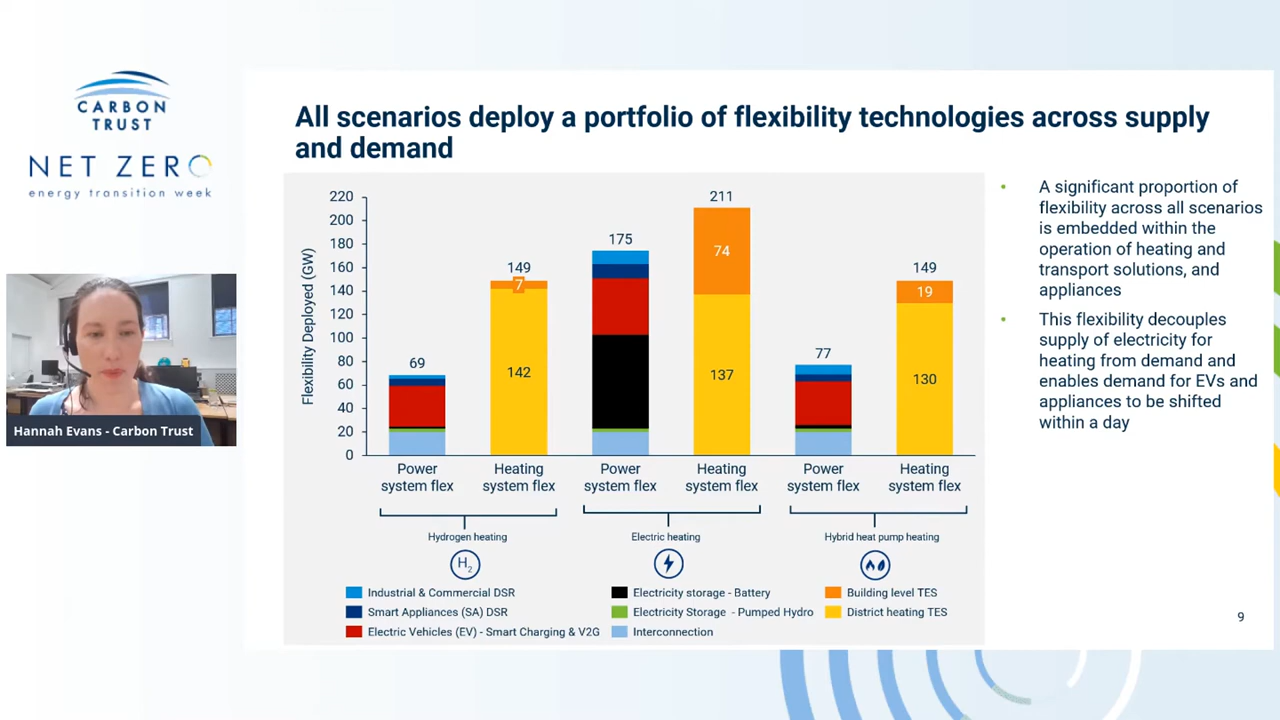 CARBON
TRUST
NET ZERO
energy transition week
Hannah Evans - Carbon Trust
All scenarios deploy a portfolio of flexibility technologies across supply
and demand
Flexibility Deployed (GW)
220
200
180
160
140
120
100
80
60
40
20
0
69
149
7
142
175
211
74
137
77
149
19
130
Power
system flex
Heating
system flex
Power
system flex
Heating
system flex
Power
system flex
Heating
system flex
Hydrogen heating
H2
Electric heating
Hybrid heat pump heating
Industrial & Commercial DSR
Smart Appliances (SA) DSR
Electric Vehicles (EV) - Smart Charging & V2G
Electricity storage - Battery
Electricity Storage - Pumped Hydro
Interconnection
Building level TES
District heating TES
• A significant proportion of
flexibility across all scenarios
is embedded within the
operation of heating and
transport solutions, and
appliances
• This flexibility decouples
supply of electricity for
heating from demand and
enables demand for EVs and
appliances to be shifted
within a day
9